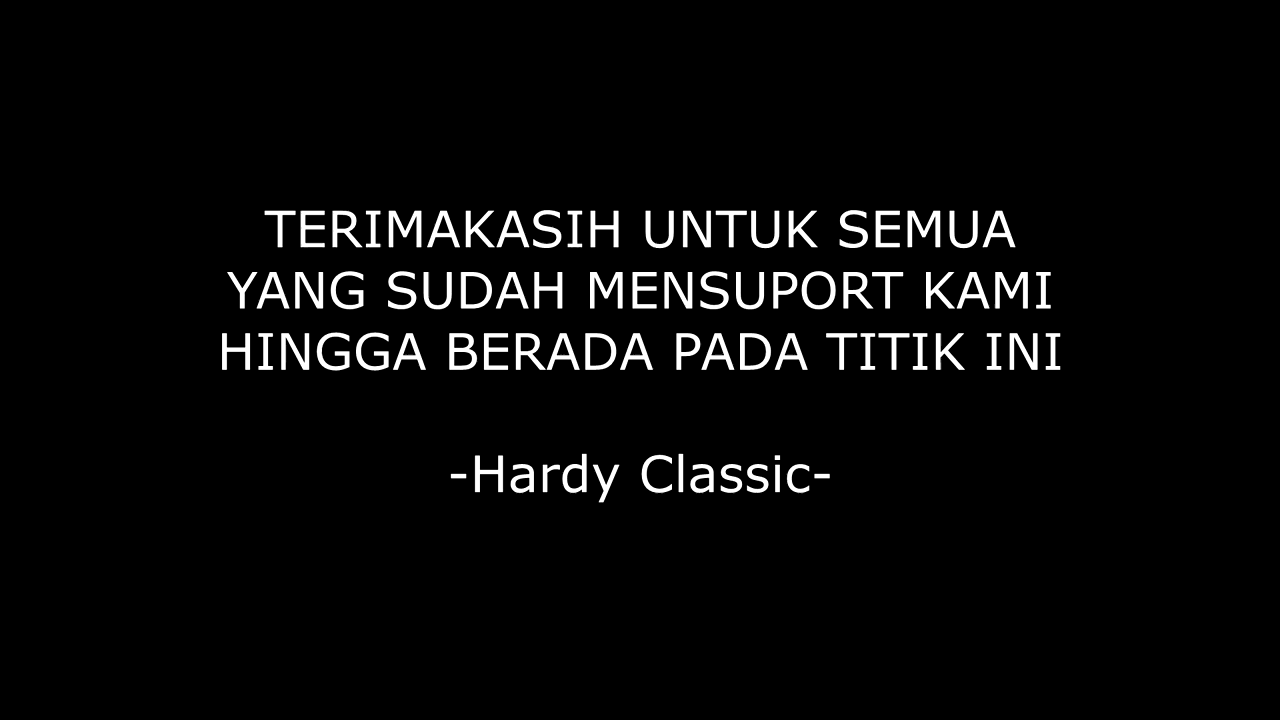 TERIMAKASIH UNTUK SEMUA
YANG SUDAH MENSUPORT KAMI
HINGGA BERADA PADA TITIK INI
-Hardy Classic-